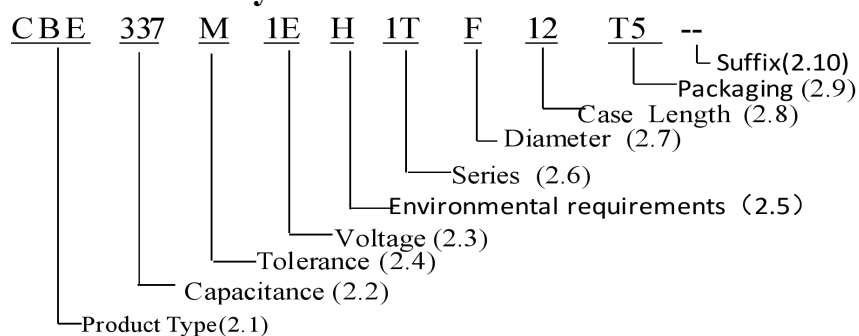 CBE 337 M 1E H 1T F 12 T5 --
Suffix(2.10)
Packaging (2.9)
Case Length (2.8)
Diameter (2.7)
Series (2.6)
Environmental requirements（2.5）
Voltage (2.3)
Tolerance (2.4)
Capacitance (2.2)
Product Type(2.1)